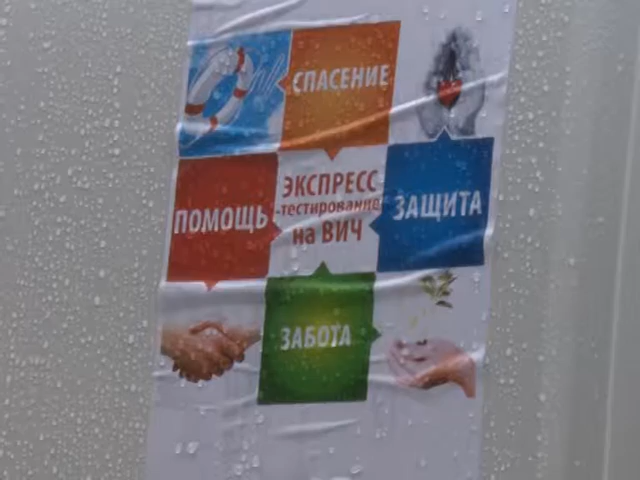 СПАСЕНИЕ
ПОМОЩЬ
ЭКСПРЕСС
-тестирование
на ВИЧ
ЗАЩИТА
ЗАБОТА